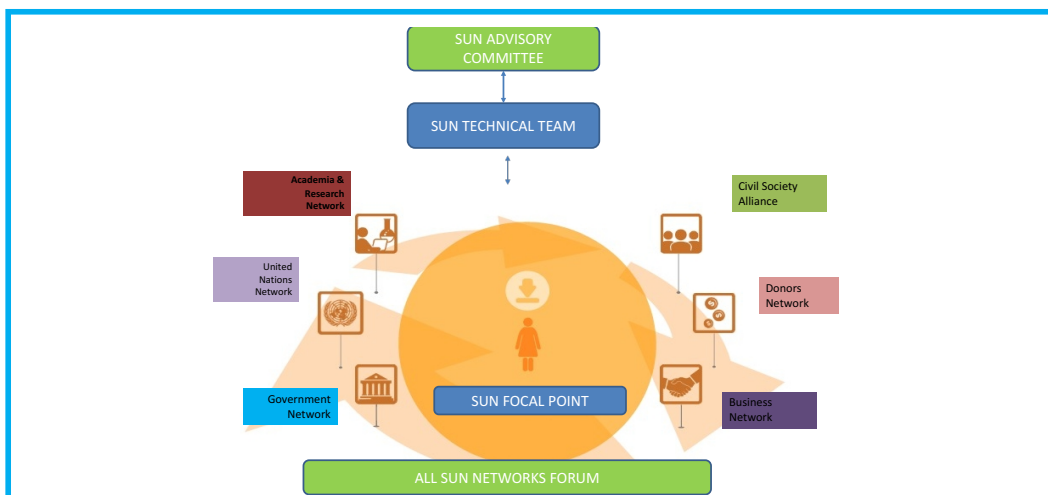 SUN ADVISORY
COMMITTEE
SUN TECHNICAL TEAM
Academia &
Research
Network
Civil Society
Alliance
United
Nations
Network
Donors
Network
Government
Network
SUN FOCAL POINT
Business
Network
ALL SUN NETWORKS FORUM